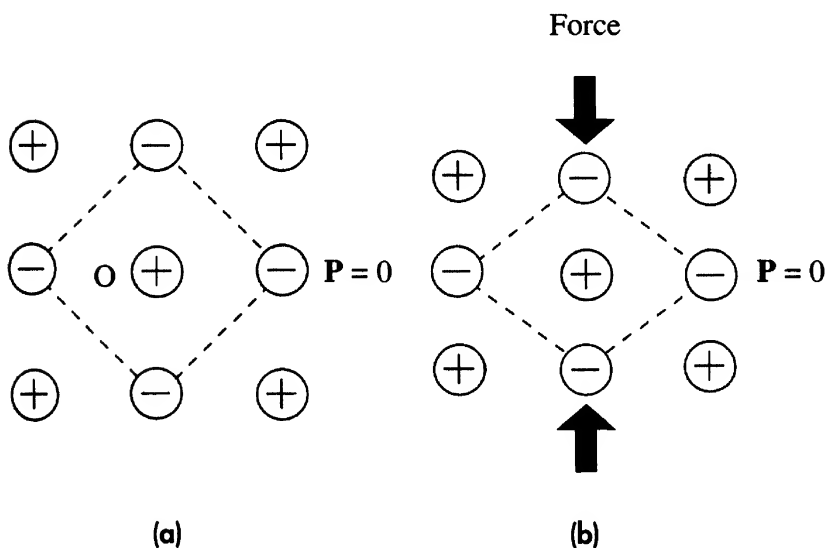 Force
+ − +
− O + − P = 0
+ − +
(a)
+ − +
− + − P = 0
+ − +
(b)